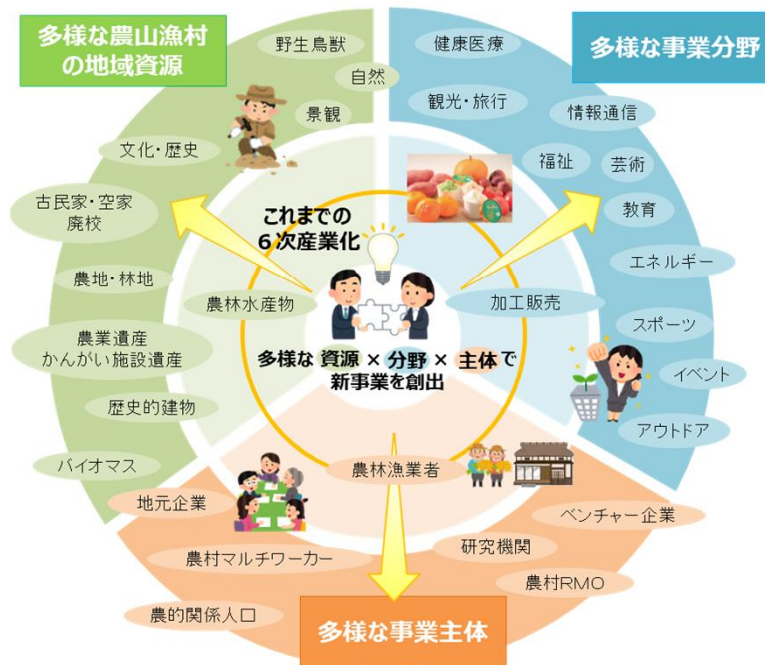 多様な農山漁村
の地域資源
野生鳥獣
自然
景観
文化・歴史
古民家・空家
廃校
農地・林地
農業遺産
かんがい施設遺産
歴史的建物
バイオマス
多様な事業分野
健康医療
観光・旅行
情報通信
福祉
芸術
教育
エネルギー
スポーツ
イベント
アウトドア
これまでの
6次産業化
農林水産物
加工販売
多様な 資源 × 分野 × 主体 で
新事業を創出
農林漁業者
地元企業
ベンチャー企業
農村マルチワーカー
研究機関
農的関係人口
農村RMO
多様な事業主体